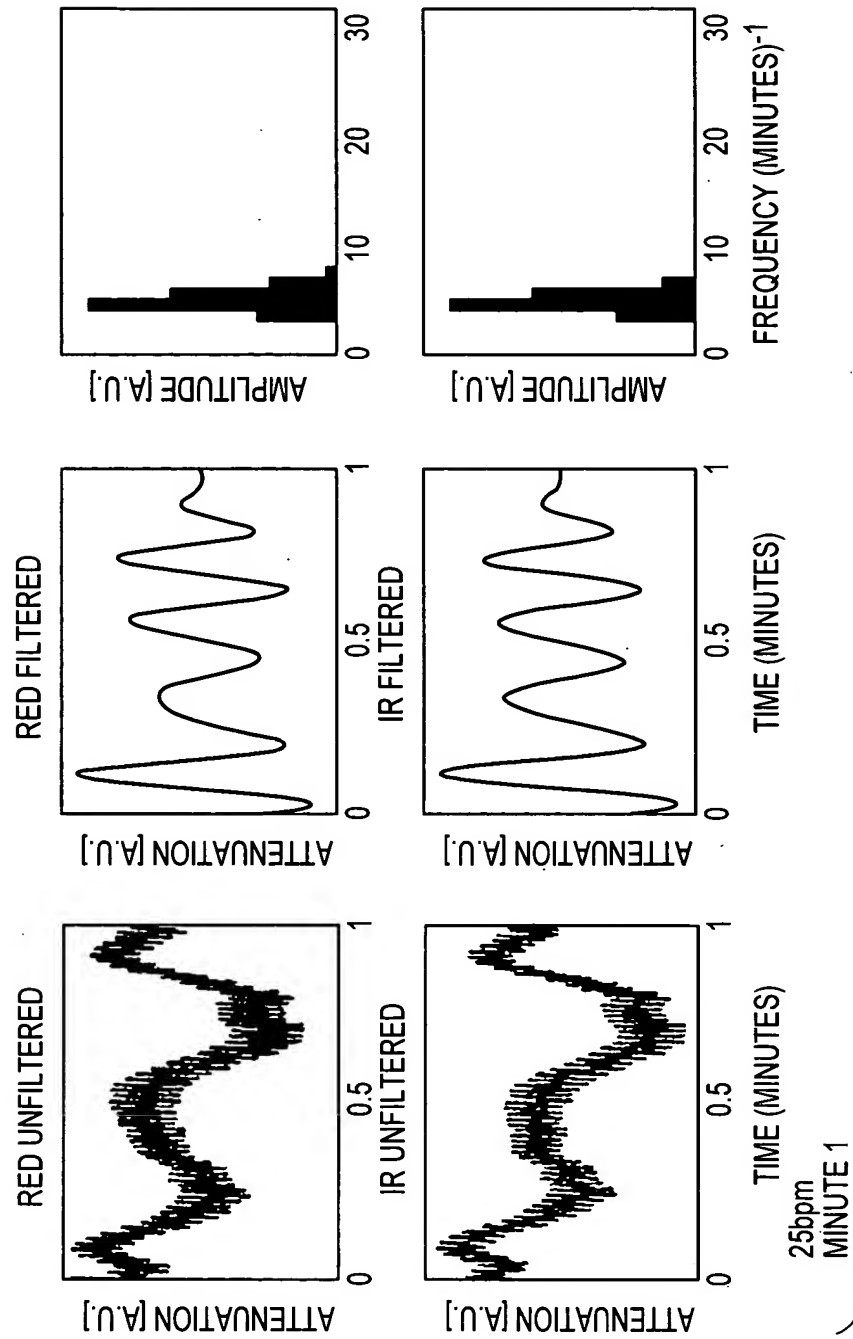 RED UNFILTERED
ATTENUATION [A.U.]
0
0.5
1
RED FILTERED
ATTENUATION [A.U.]
0
0.5
1
AMPLITUDE [A.U.]
0
10
20
30
IR UNFILTERED
ATTENUATION [A.U.]
0
0.5
1
TIME (MINUTES)
IR FILTERED
ATTENUATION [A.U.]
0
0.5
1
TIME (MINUTES)
AMPLITUDE [A.U.]
0
10
20
30
FREQUENCY (MINUTES)⁻¹
25bpm
MINUTE 1